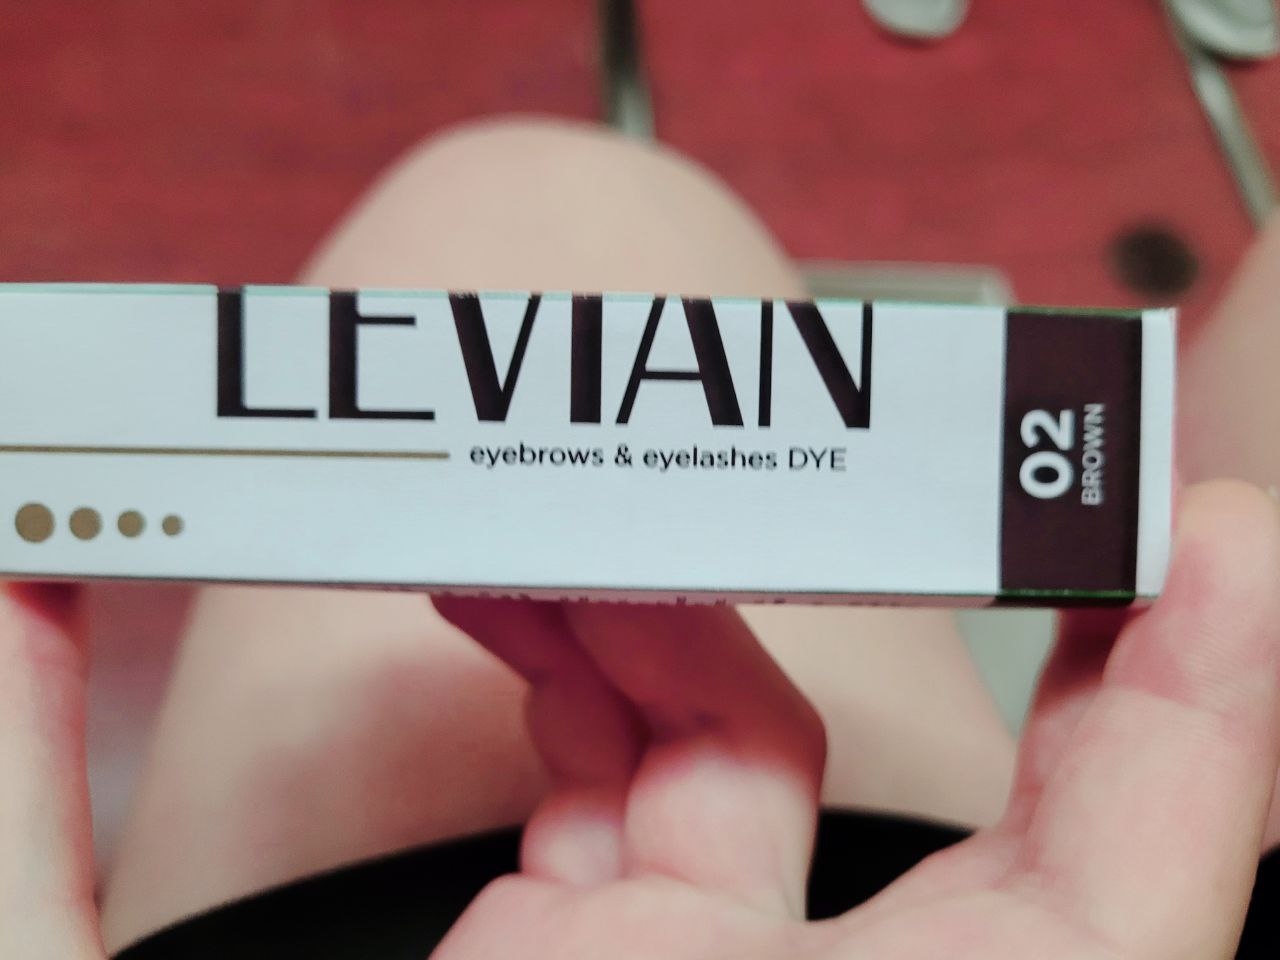 LEVIAN
eyebrows & eyelashes DYE
02
BROWN